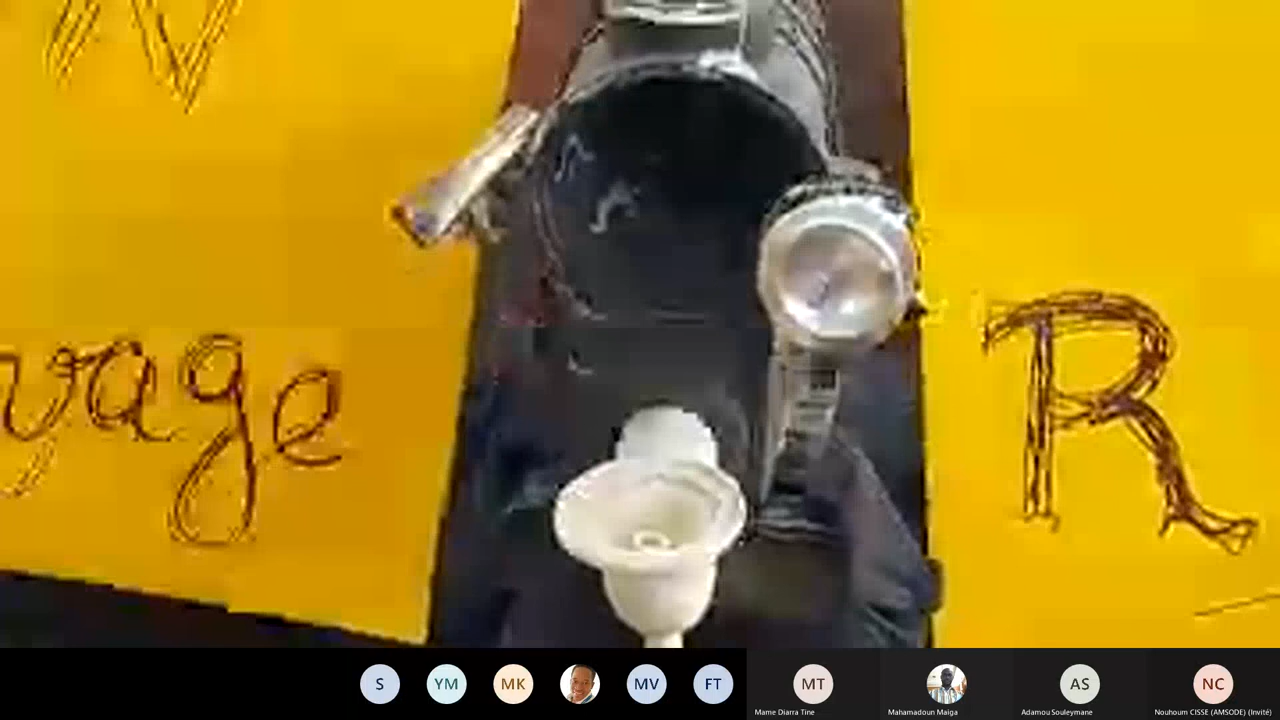 N
vage
R
S
YM
MK
MV
FT
MT
AS
NC
Mame Diarra Tine
Mahamadoun Maiga
Adamou Souleymane
Nouhoum CISSE (AMSODE) (Invité)